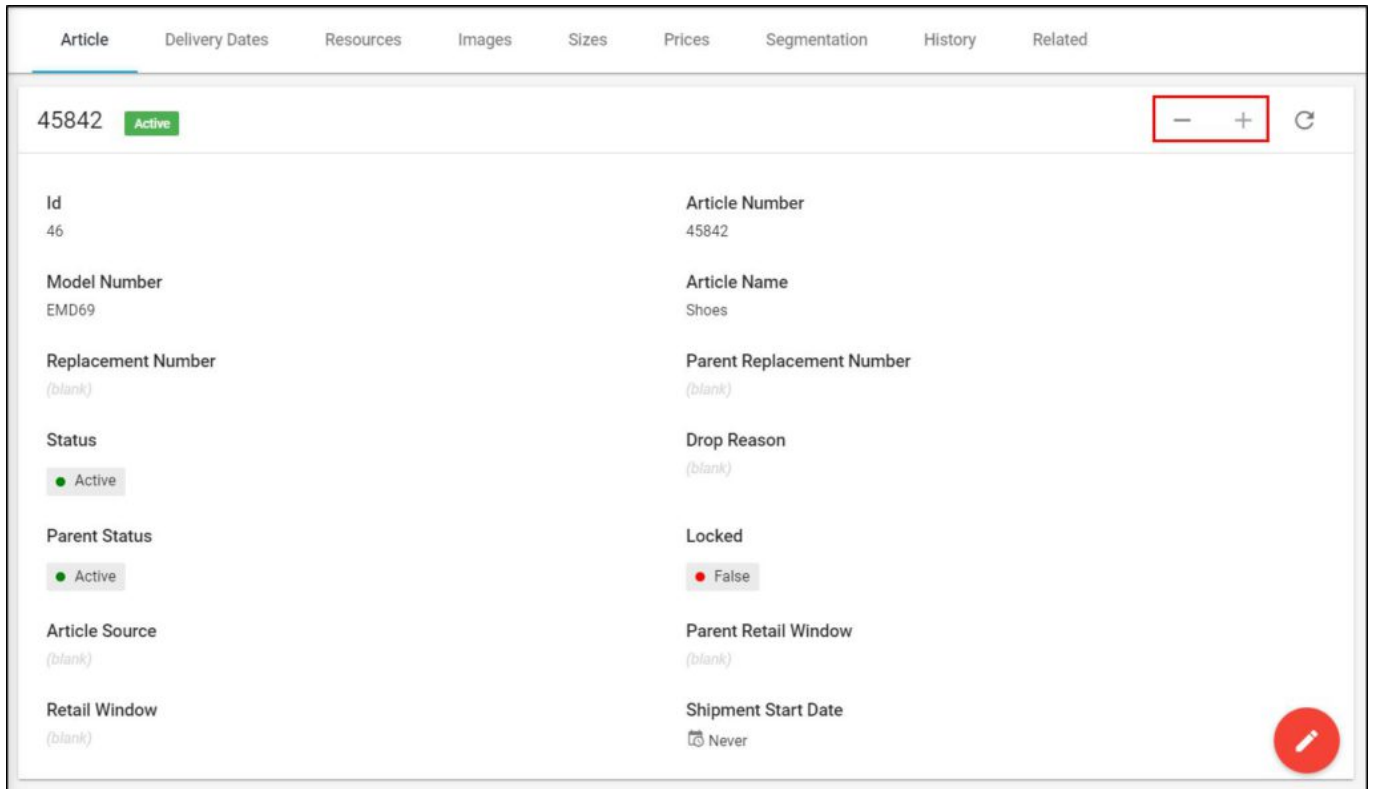 Article Delivery Dates Resources Images Sizes Prices Segmentation History Related
45842 Active
Id Article Number
46 45842
Model Number Article Name
EMD69 Shoes
Replacement Number Parent Replacement Number
(blank) (blank)
Status Drop Reason
(blank)
Active
Parent Status Locked
Active False
Article Source Parent Retail Window
(blank) (blank)
Retail Window Shipment Start Date
(blank) Never